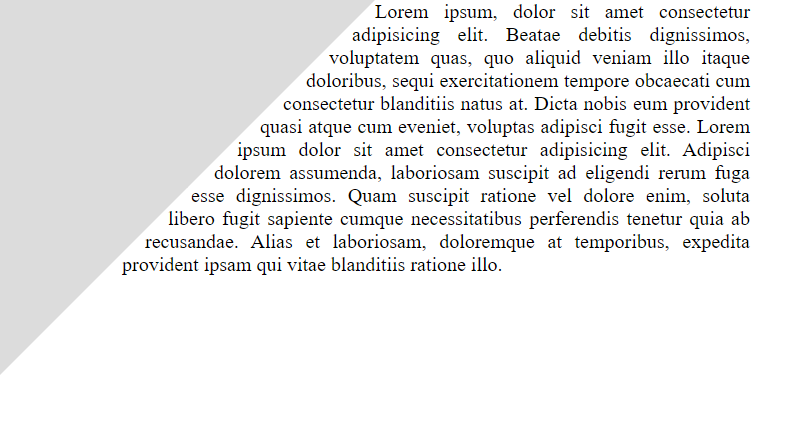 Lorem ipsum, dolor sit amet consectetur
adipisicing elit. Beatae debitis dignissimos,
voluptatem quas, quo aliquid veniam illo itaque
doloribus, sequi exercitationem tempore obcaecati cum
consectetur blanditiis natus at. Dicta nobis eum provident
quasi atque cum eveniet, voluptas adipisci fugit esse. Lorem
ipsum dolor sit amet consectetur adipisicing elit. Adipisci
dolorem assumenda, laboriosam suscipit ad eligendi rerum fuga
esse dignissimos. Quam suscipit ratione vel dolore enim, soluta
libero fugit sapiente cumque necessitatibus perferendis tenetur quia ab
recusandae. Alias et laboriosam, doloremque at temporibus, expedita
provident ipsam qui vitae blanditiis ratione illo.